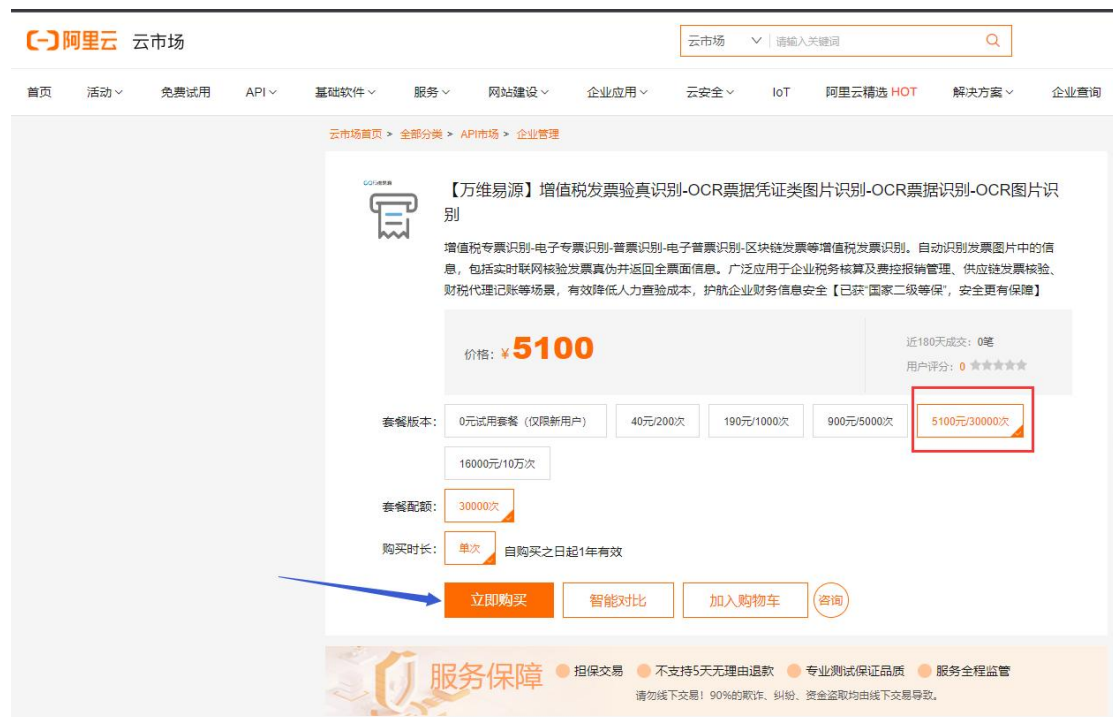 阿里云 云市场
云市场 请输入关键词
首页 活动 免费试用 API 基础软件 服务 网站建设 企业应用 云安全 IoT 阿里云精选 HOT 解决方案 企业查询
云市场首页 > 全部分类 > API市场 > 企业管理
【万维易源】增值税发票验真识别-OCR票据凭证类图片识别-OCR票据识别-OCR图片识
别
增值税专票识别-电子专票识别-普票识别-电子普票识别-区块链发票等增值税发票识别。自动识别发票图片中的信
息，包括实时联网核验发票真伪并返回全票面信息。广泛应用于企业税务核算及费控报销管理、供应链发票核验、
财税代理记账等场景，有效降低人力查验成本，护航企业财务信息安全【已获“国家二级等保”，安全更有保障】
价格：¥5100
近180天成交：0笔
用户评分：0
套餐版本： 0元试用套餐（仅限新用户） 40元/200次 190元/1000次 900元/5000次 5100元/30000次
16000元/10万次
套餐配额： 30000次
购买时长： 单次 自购买之日起1年有效
立即购买 智能对比 加入购物车 咨询
服务保障 担保交易 不支持5天无理由退款 专业测试保证品质 服务全程监管
请勿线下交易！90%的欺诈、纠纷、资金盗取均由线下交易导致。